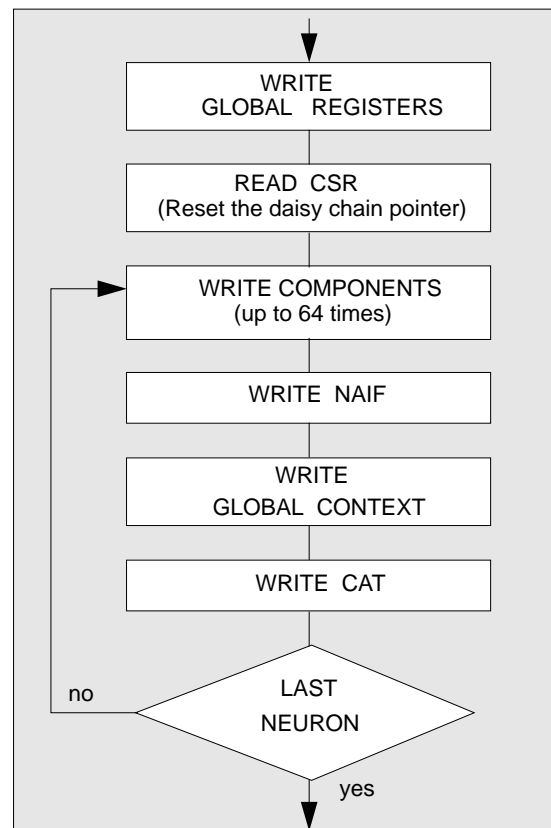 WRITE
GLOBAL REGISTERS
READ CSR
(Reset the daisy chain pointer)
WRITE COMPONENTS
(up to 64 times)
WRITE NAIF
WRITE
GLOBAL CONTEXT
WRITE CAT
LAST
NEURON
no
yes